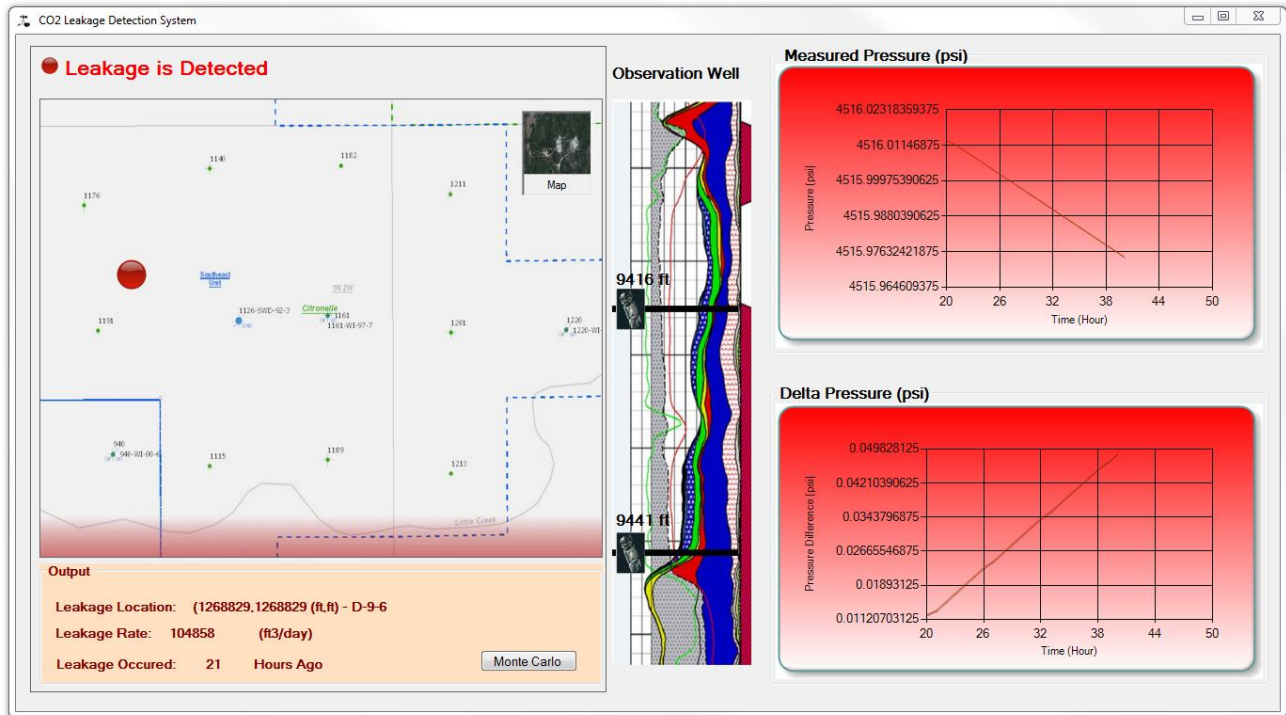 CO2 Leakage Detection System
Leakage is Detected
Map
1140
1182
1176
1211
Southeast
Unit
1N 2W
1126-SWD-92-3
Citronelle
1161
1161-WI-97-7
1191
1201
1220
1220-WI-
940
940-WI-00-6
1115
1189
1213
Little Creek
Output
Leakage Location: (1268829,1268829 (ft,ft) - D-9-6
Leakage Rate: 104858 (ft3/day)
Leakage Occured: 21 Hours Ago
Monte Carlo
Observation Well
9416 ft
9441 ft
Measured Pressure (psi)
Pressure [psi]
4516.02318359375
4516.01146875
4515.99975390625
4515.9880390625
4515.97632421875
4515.964609375
20 26 32 38 44 50
Time (Hour)
Delta Pressure (psi)
Pressure Difference [psi]
0.049828125
0.04210390625
0.0343796875
0.02665546875
0.01893125
0.01120703125
20 26 32 38 44 50
Time (Hour)